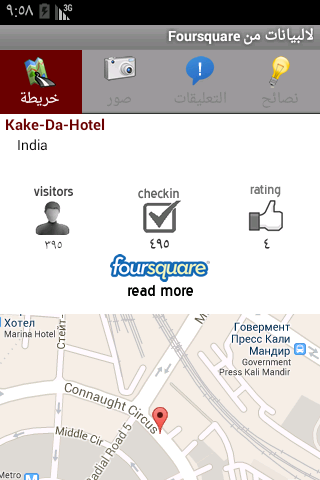 ٩:٥٨
3G
لالبيانات من Foursquare
خريطة
صور
التعليقات
نصائح
Kake-Da-Hotel
India
visitors
checkin
rating
٣٩٥
٤٩٥
٤
foursquare
read more
Хотел
Marina Hotel
СТЕЙТ-
Говермент
Пресс Кали
Мандир
Government
Press Kali Mandir
Connaught Circus
Middle Cir
Radial Road 5
Metro